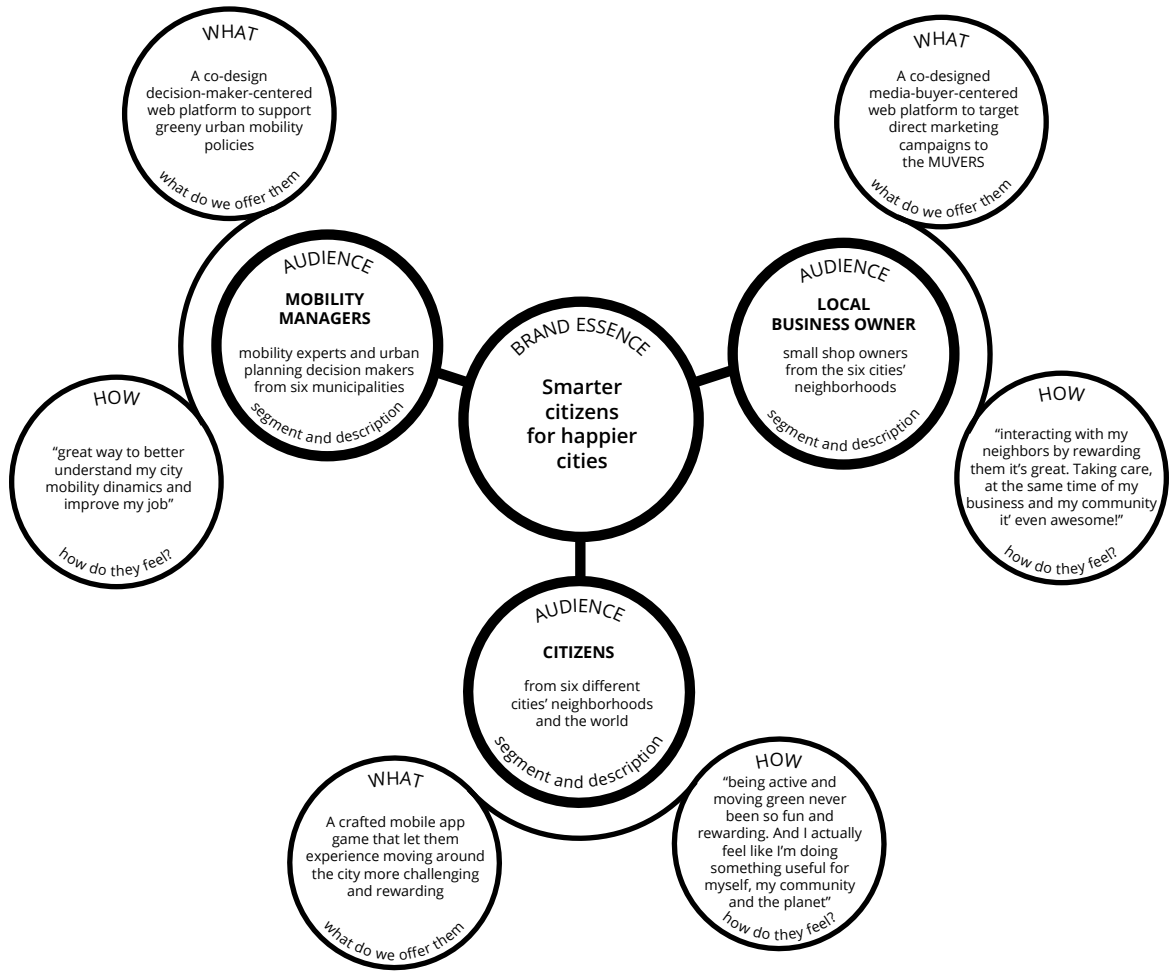 WHAT
A co-design
decision-maker-centered
web platform to support
greeny urban mobility
policies
what do we offer them
WHAT
A co-designed
media-buyer-centered
web platform to target
direct marketing
campaigns to
the MUVERS
what do we offer them
AUDIENCE
MOBILITY
MANAGERS
mobility experts and urban
planning decision makers
from six municipalities
segment and description
BRAND ESSENCE
Smarter
citizens
for happier
cities
AUDIENCE
LOCAL
BUSINESS OWNER
small shop owners
from the six cities’
neighborhoods
segment and description
HOW
“great way to better
understand my city
mobility dinamics and
improve my job”
how do they feel?
HOW
“interacting with my
neighbors by rewarding
them it’s great. Taking care,
at the same time of my
business and my community
it’ even awesome!”
how do they feel?
AUDIENCE
CITIZENS
from six different
cities’ neighborhoods
and the world
segment and description
WHAT
A crafted mobile app
game that let them
experience moving around
the city more challenging
and rewarding
what do we offer them
HOW
“being active and
moving green never
been so fun and
rewarding. And I actually
feel like I’m doing
something useful for
myself, my community
and the planet”
how do they feel?